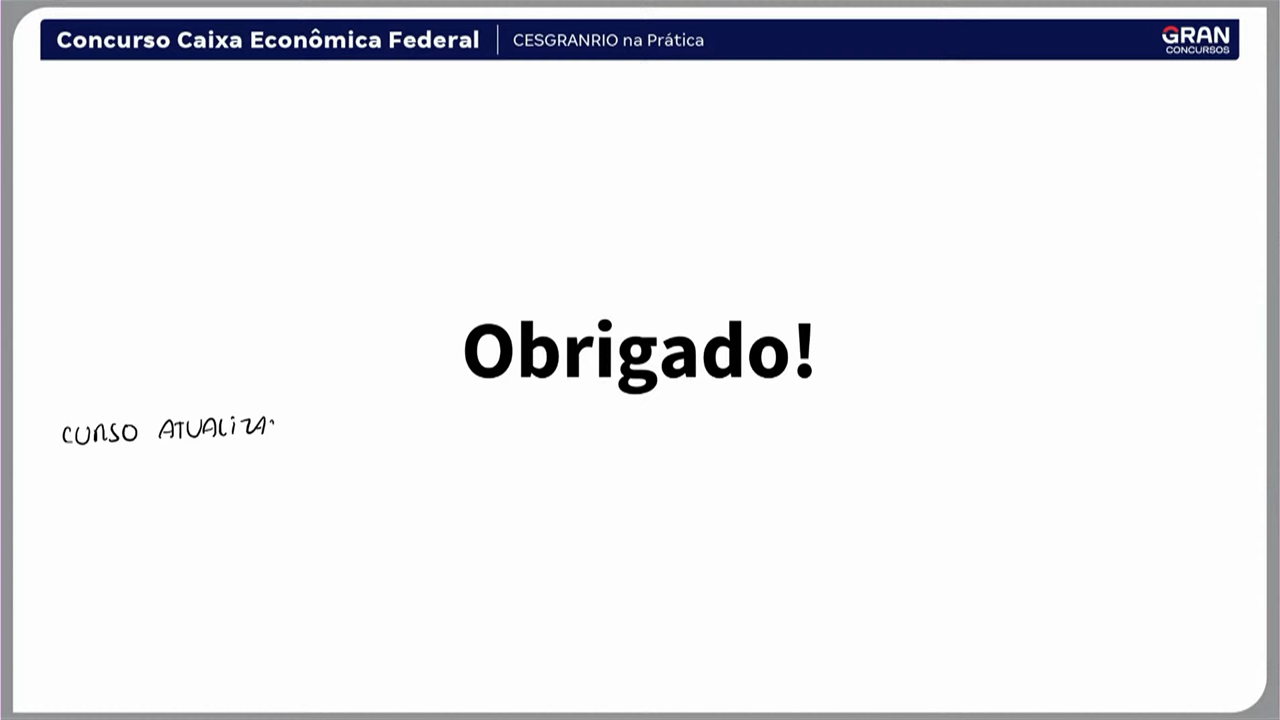 Concurso Caixa Econômica Federal CESGRANRIO na Prática GRAN CONCURSOS
Obrigado!
CURSO ATUALIZA